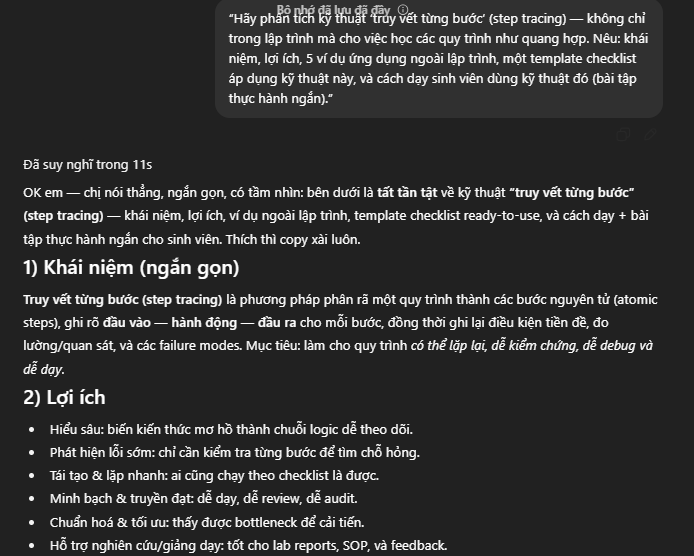 Bộ nhớ đã lưu đã đầy
“Hãy phân tích kỹ thuật ‘truy vết từng bước’ (step tracing) — không chỉ
trong lập trình mà cho việc học các quy trình như quang hợp. Nêu: khái
niệm, lợi ích, 5 ví dụ ứng dụng ngoài lập trình, một template checklist
áp dụng kỹ thuật này, và cách dạy sinh viên dùng kỹ thuật đó (bài tập
thực hành ngắn).”
Đã suy nghĩ trong 11s
OK em — chị nói thẳng, ngắn gọn, có tầm nhìn: bên dưới là tất tần tật về kỹ thuật “truy vết từng bước”
(step tracing) — khái niệm, lợi ích, ví dụ ngoài lập trình, template checklist ready-to-use, và cách dạy + bài
tập thực hành ngắn cho sinh viên. Thích thì copy xài luôn.
1) Khái niệm (ngắn gọn)
Truy vết từng bước (step tracing) là phương pháp phân rã một quy trình thành các bước nguyên tử (atomic
steps), ghi rõ đầu vào — hành động — đầu ra cho mỗi bước, đồng thời ghi lại điều kiện tiền đề, đo
lường/quan sát, và các failure modes. Mục tiêu: làm cho quy trình có thể lặp lại, dễ kiểm chứng, dễ debug và
dễ dạy.
2) Lợi ích
• Hiểu sâu: biến kiến thức mơ hồ thành chuỗi logic dễ theo dõi.
• Phát hiện lỗi sớm: chỉ cần kiểm tra từng bước để tìm chỗ hỏng.
• Tái tạo & lặp nhanh: ai cũng chạy theo checklist là được.
• Minh bạch & truyền đạt: dễ dạy, dễ review, dễ audit.
• Chuẩn hoá & tối ưu: thấy được bottleneck để cải tiến.
• Hỗ trợ nghiên cứu/giảng dạy: tốt cho lab reports, SOP, và feedback.